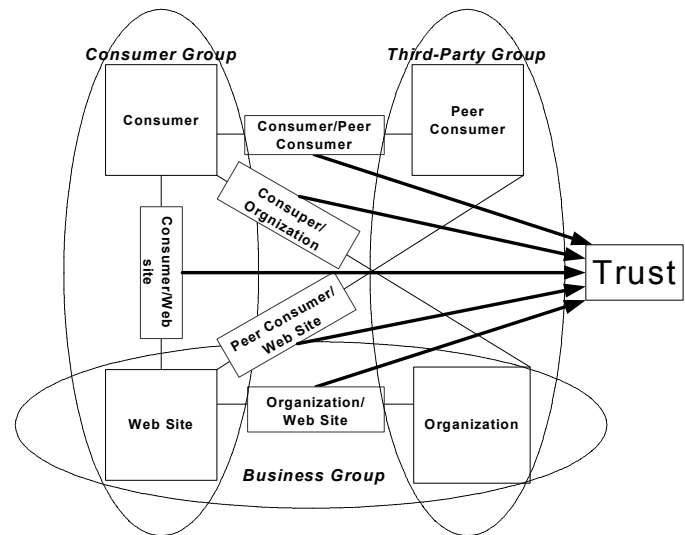 Consumer Group
Third-Party Group
Consumer
Peer
Consumer
Consumer/Peer
Consumer
Consuper/
Orgnization
Consumer/Web
site
Trust
Peer Consumer/
Web Site
Web Site
Organization/
Web Site
Organization
Business Group